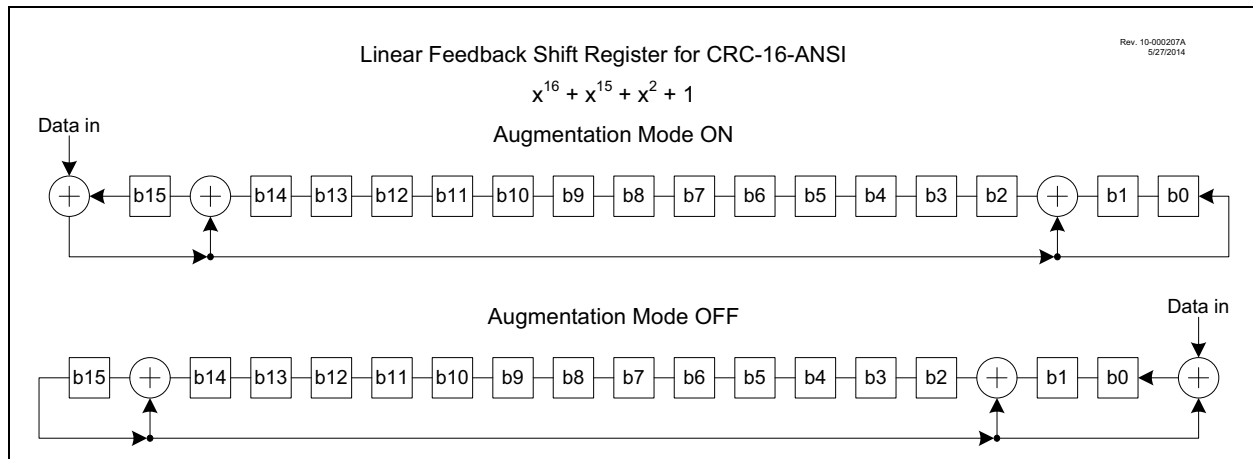 Rev. 10-000207A
5/27/2014
Linear Feedback Shift Register for CRC-16-ANSI
x^16 + x^15 + x^2 + 1
Augmentation Mode ON
Data in
+ b15 + b14 b13 b12 b11 b10 b9 b8 b7 b6 b5 b4 b3 b2 + b1 b0
Augmentation Mode OFF
Data in
b15 + b14 b13 b12 b11 b10 b9 b8 b7 b6 b5 b4 b3 b2 + b1 b0 +